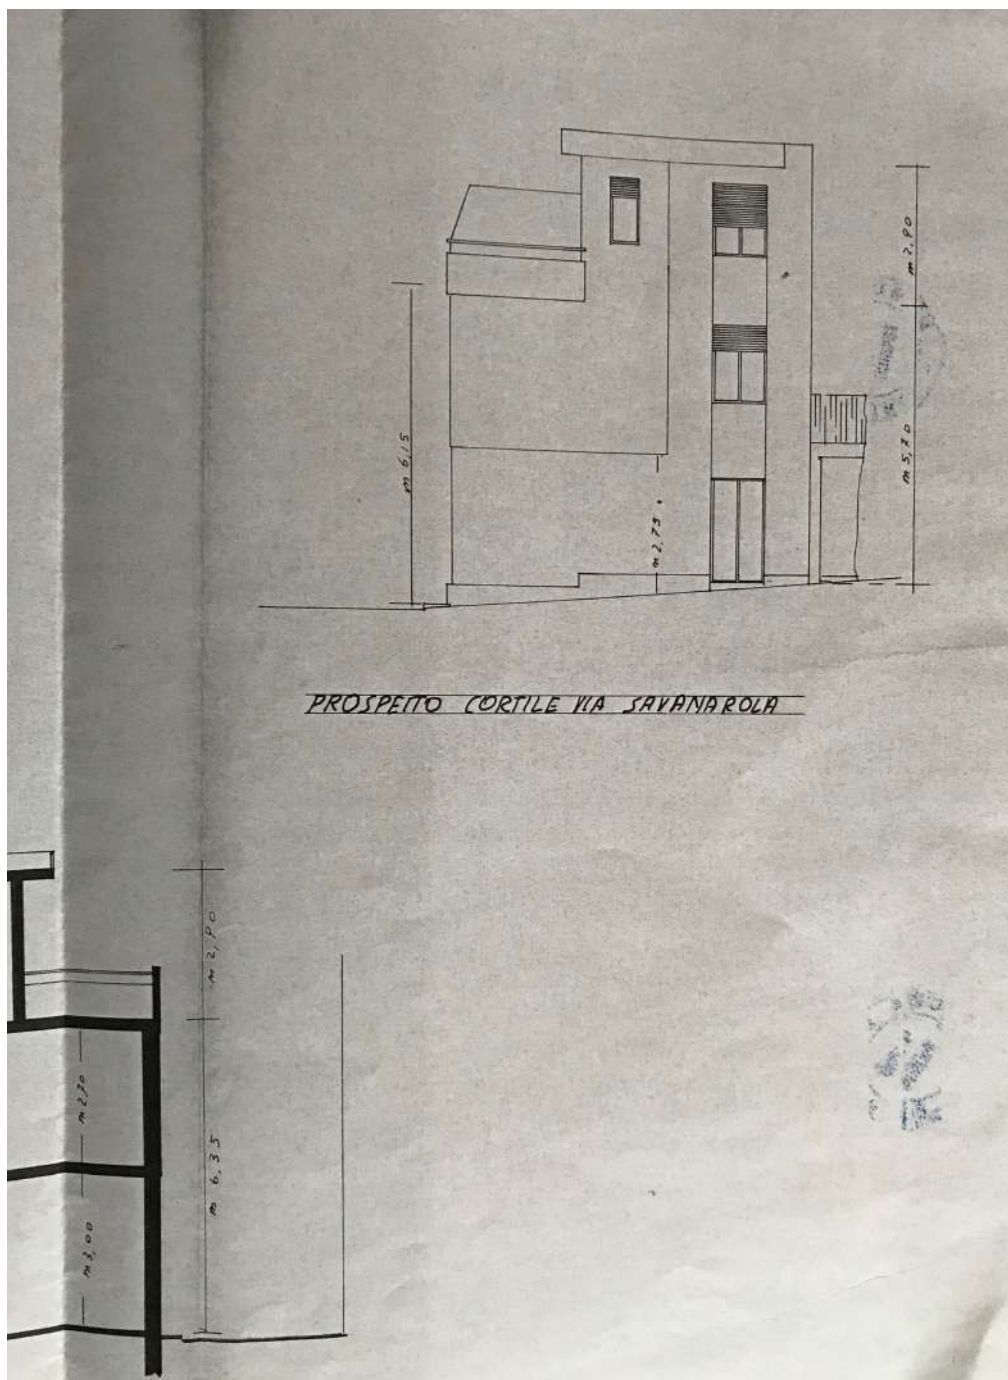 m 2,90
m 6,15
m 5,20
m 2,75
PROSPETTO CORTILE VIA SAVANAROLA
m 2,90
m 2,70
m 6,35
m 3,00